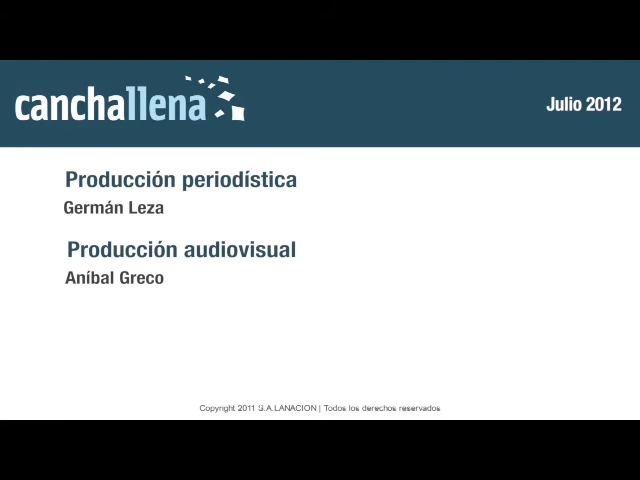 canchallena
Julio 2012
Producción periodística
Germán Leza
Producción audiovisual
Aníbal Greco
Copyright 2011 S.A.LANACION | Todos los derechos reservados